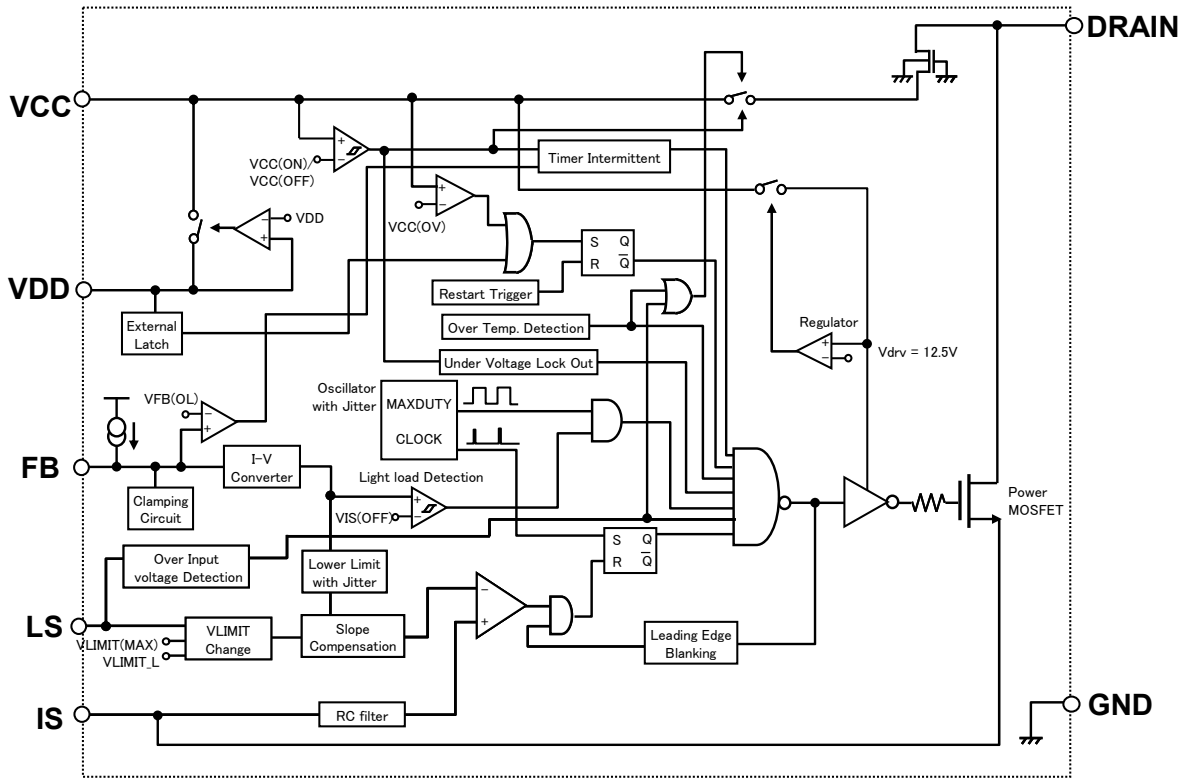 DRAIN
VCC
VCC(ON)/
VCC(OFF)
Timer Intermittent
VCC(OV)
VDD
S Q
R Q̅
VDD
Restart Trigger
External
Latch
Over Temp. Detection
Regulator
Vdrv = 12.5V
Under Voltage Lock Out
Oscillator
with Jitter
MAXDUTY
CLOCK
VFB(OL)
FB
I-V
Converter
Light load Detection
Clamping
Circuit
VIS(OFF)
Power
MOSFET
Over Input
voltage Detection
Lower Limit
with Jitter
S Q
R Q̅
LS
VLIMIT(MAX)
VLIMIT_L
VLIMIT
Change
Slope
Compensation
Leading Edge
Blanking
IS
RC filter
GND